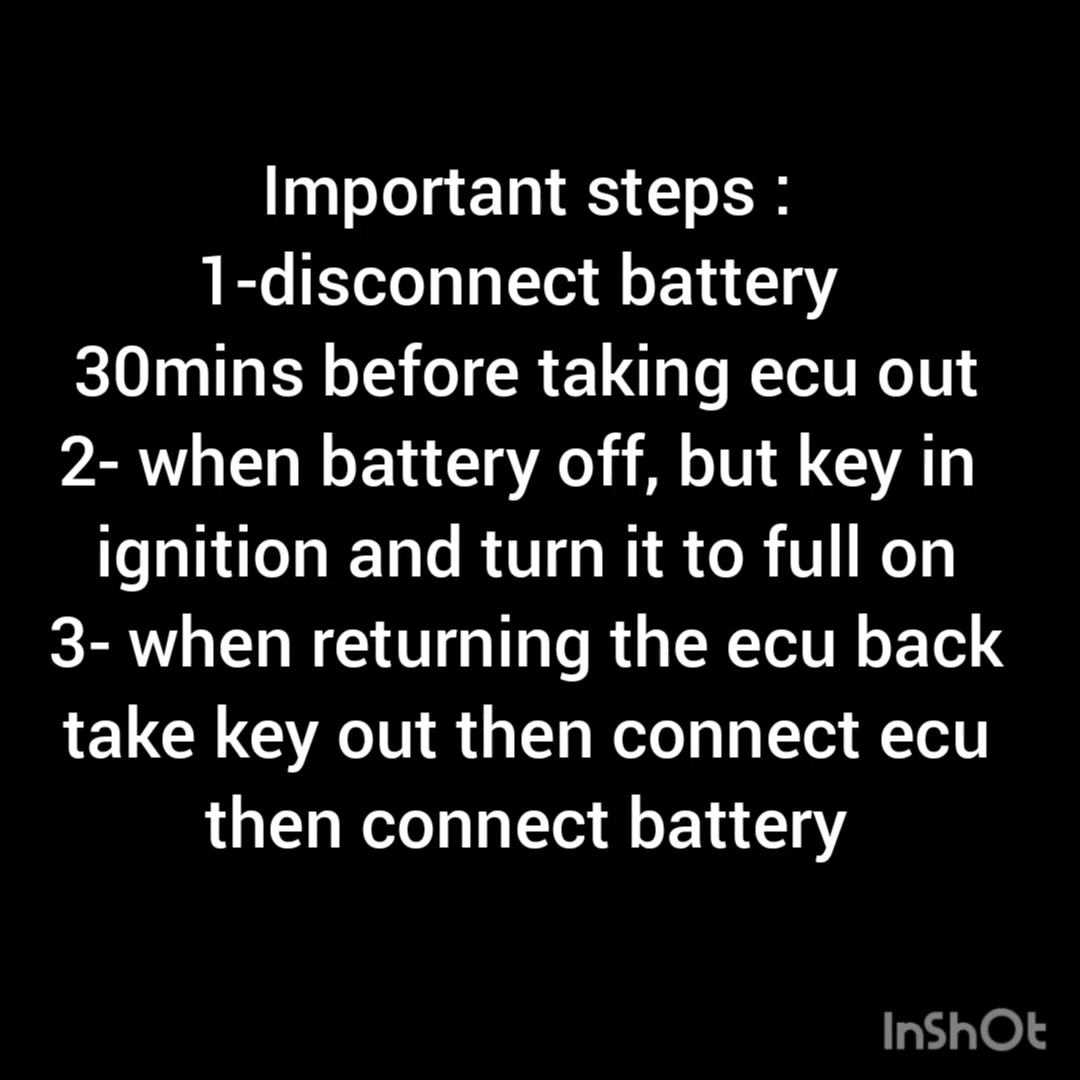 Important steps :
1-disconnect battery
30mins before taking ecu out
2- when battery off, but key in
ignition and turn it to full on
3- when returning the ecu back
take key out then connect ecu
then connect battery
InShOt